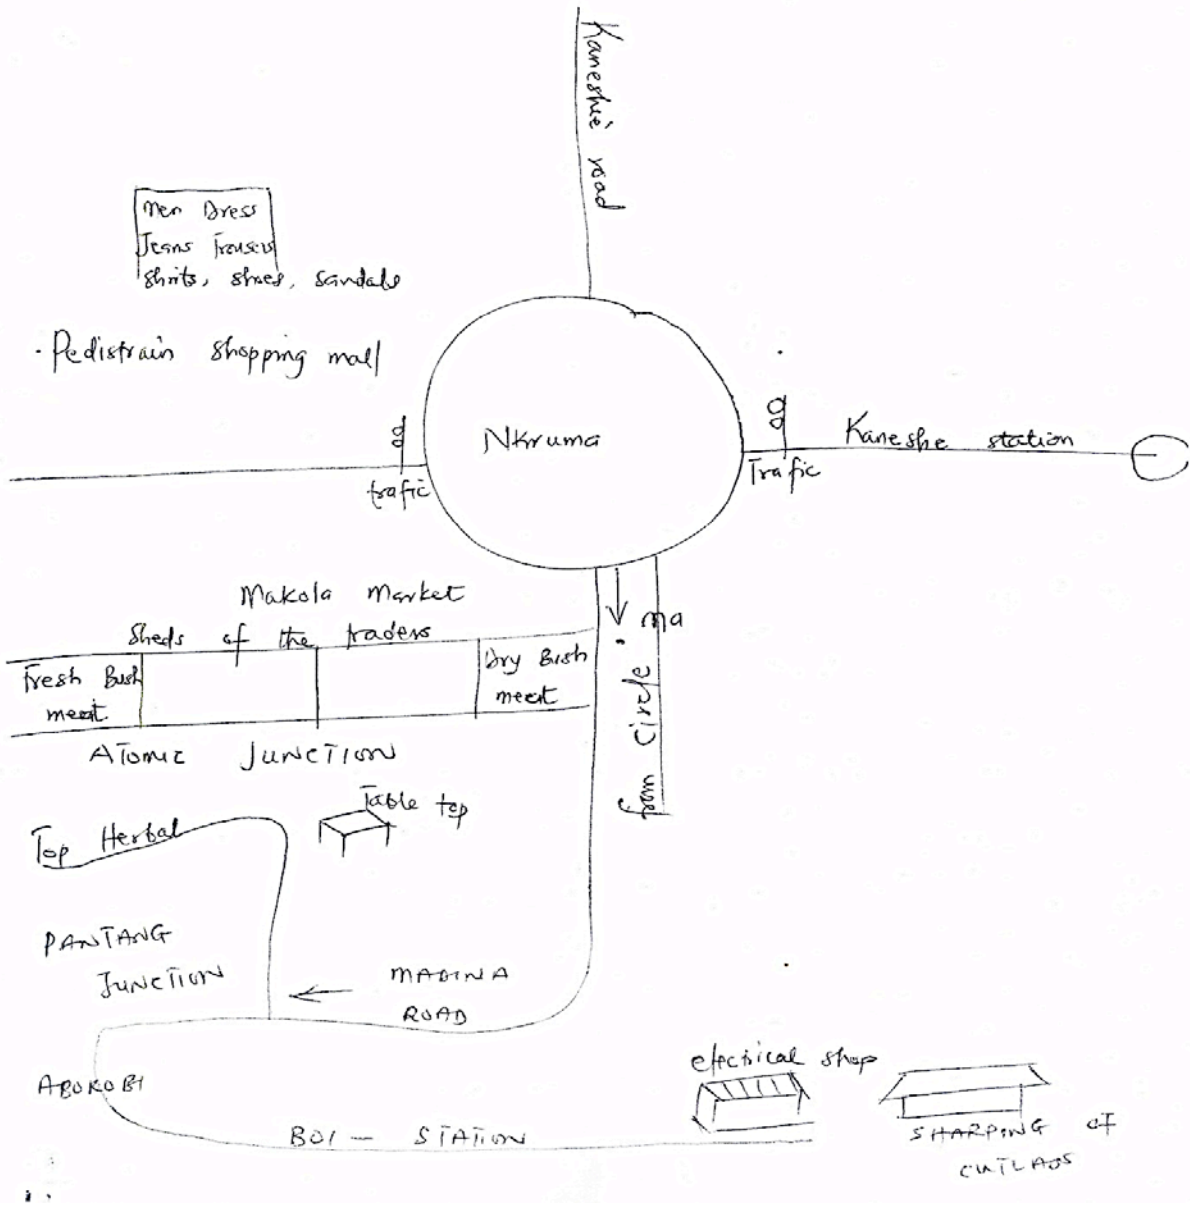 Kaneshie road
Men Dress
Jeans Trousers
Shrits, shoes, sandals
. Pedistrain shopping mall
Nkruma
trafic
Trafic
Kaneshe station
Makola Market
Sheds of the traders
Fresh Bush
meat
Dry Bush
meat
ma
from Circle
ATOMIC JUNCTION
Table top
Top Herbal
PANTANG
JUNCTION
MADINA
ROAD
ABOKOBI
BOI - STATION
electrical shop
SHARPING of
CUTLASS